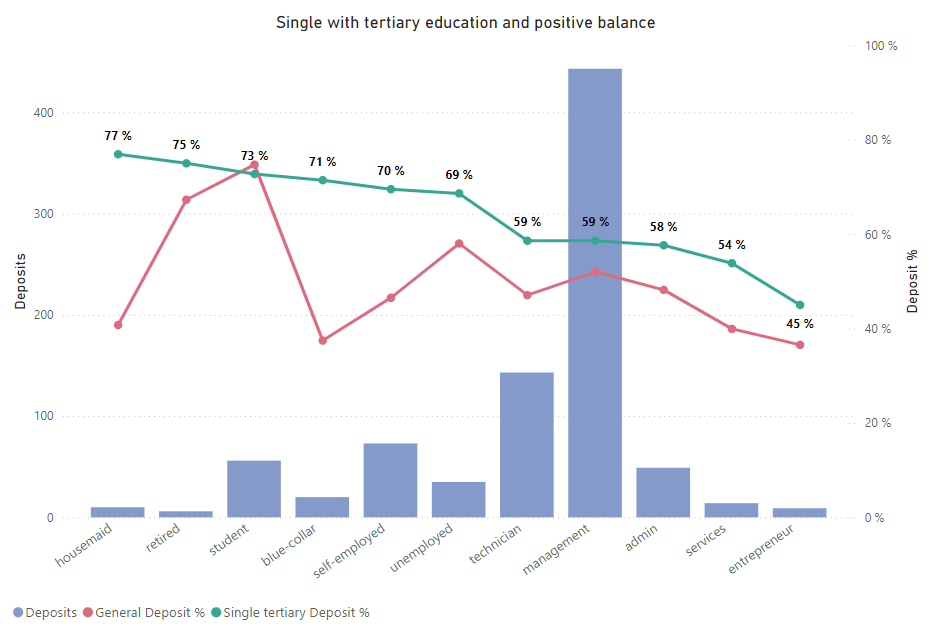 Single with tertiary education and positive balance
100 %
80 %
60 %
40 %
20 %
0 %
400
300
200
100
0
Deposits
Deposit %
77 %
75 %
73 %
71 %
70 %
69 %
59 %
59 %
58 %
54 %
45 %
housemaid
retired
student
blue-collar
self-employed
unemployed
technician
management
admin
services
entrepreneur
Deposits General Deposit % Single tertiary Deposit %